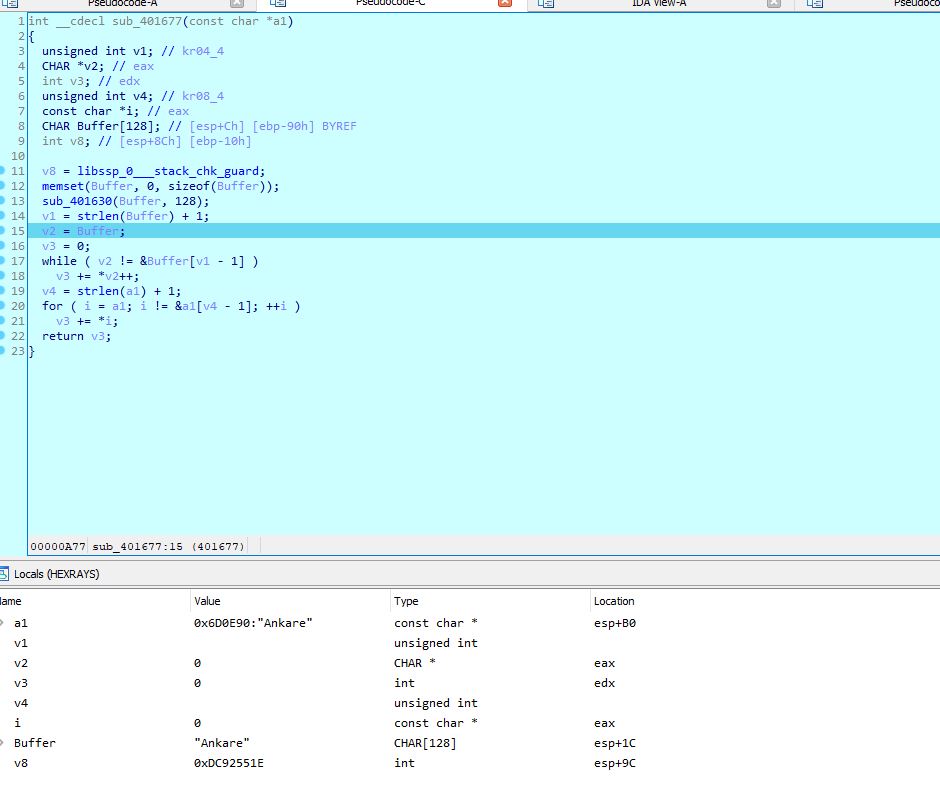 Pseudocode-A Pseudocode-C IDA View-A Pseudoco
1 int __cdecl sub_401677(const char *a1)
2 {
3 unsigned int v1; // kr04_4
4 CHAR *v2; // eax
5 int v3; // edx
6 unsigned int v4; // kr08_4
7 const char *i; // eax
8 CHAR Buffer[128]; // [esp+Ch] [ebp-90h] BYREF
9 int v8; // [esp+8Ch] [ebp-10h]
10
11 v8 = libssp_0___stack_chk_guard;
12 memset(Buffer, 0, sizeof(Buffer));
13 sub_401630(Buffer, 128);
14 v1 = strlen(Buffer) + 1;
15 v2 = Buffer;
16 v3 = 0;
17 while ( v2 != &Buffer[v1 - 1] )
18 v3 += *v2++;
19 v4 = strlen(a1) + 1;
20 for ( i = a1; i != &a1[v4 - 1]; ++i )
21 v3 += *i;
22 return v3;
23 }
00000A77 sub_401677:15 (401677)
Locals (HEXRAYS)
lame Value Type Location
a1 0x6D0E90:"Ankare" const char * esp+B0
v1 unsigned int
v2 0 CHAR * eax
v3 0 int edx
v4 unsigned int
i 0 const char * eax
Buffer "Ankare" CHAR[128] esp+1C
v8 0xDC92551E int esp+9C